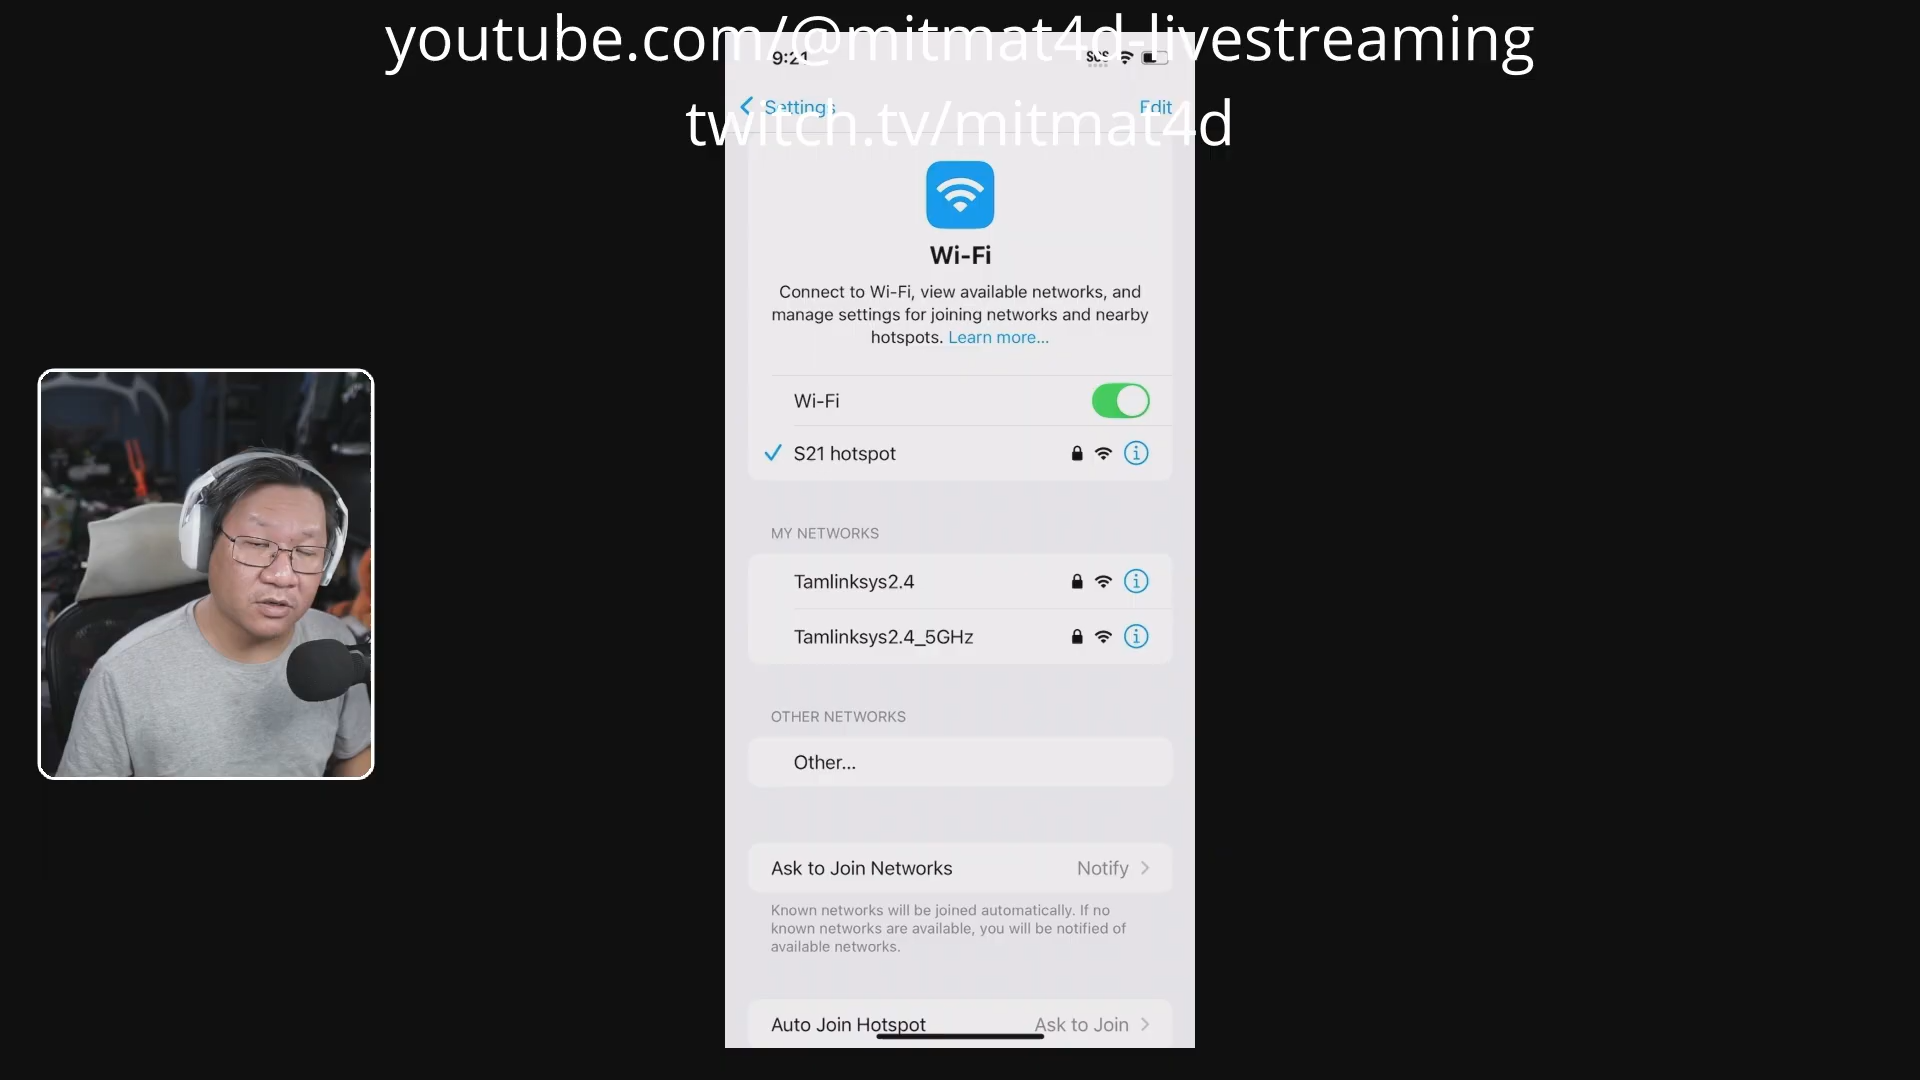 youtube.com/@mitmat4d-livestreaming
9:21 SOS
Settings Edit
twitch.tv/mitmat4d
Wi-Fi
Connect to Wi-Fi, view available networks, and
manage settings for joining networks and nearby
hotspots. Learn more...
Wi-Fi
S21 hotspot
MY NETWORKS
Tamlinksys2.4
Tamlinksys2.4_5GHz
OTHER NETWORKS
Other...
Ask to Join Networks Notify
Known networks will be joined automatically. If no
known networks are available, you will be notified of
available networks.
Auto Join Hotspot Ask to Join